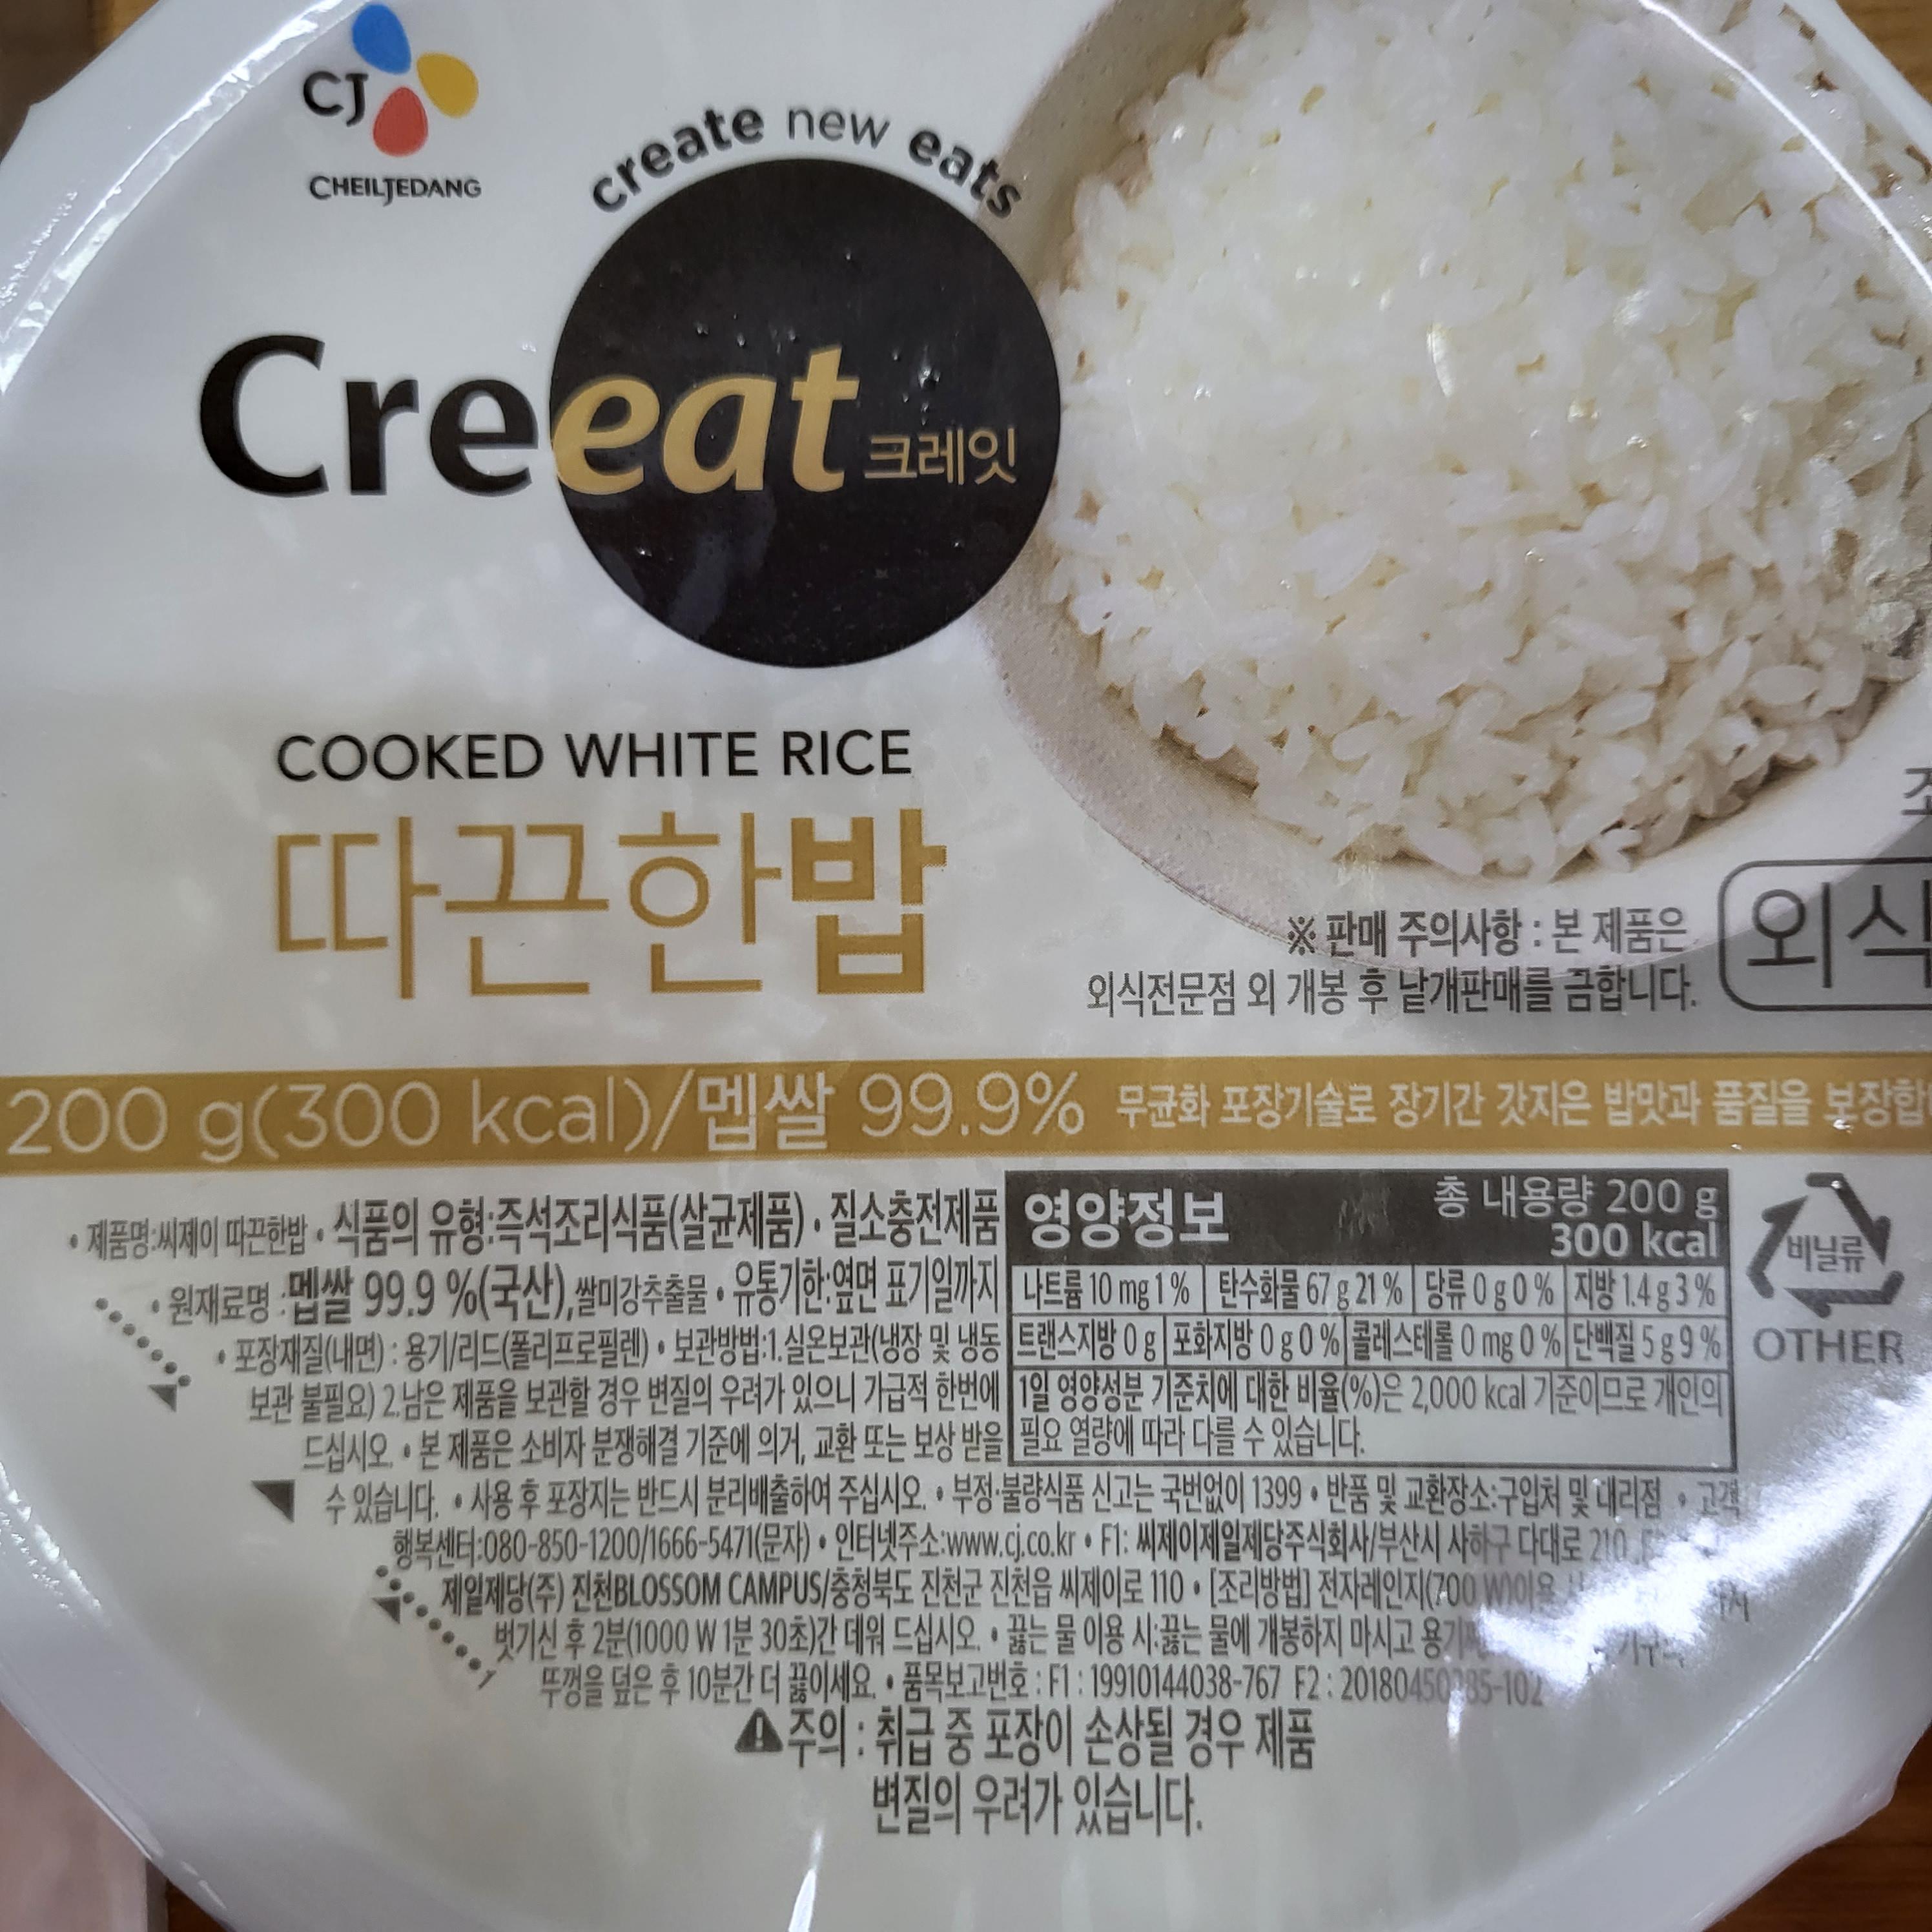 CJ
CHEILJEDANG
create new eats
Creeat 크레잇
COOKED WHITE RICE
따끈한밥
※ 판매 주의사항 : 본 제품은
외식전문점 외 개봉 후 낱개판매를 금합니다.
외식
200 g(300 kcal)/멥쌀 99.9% 무균화 포장기술로 장기간 갓지은 밥맛과 품질을 보장합
• 제품명:씨제이 따끈한밥 • 식품의 유형:즉석조리식품(살균제품) • 질소충전제품
• 원재료명 : 멥쌀 99.9 %(국산), 쌀미강추출물 • 유통기한:옆면 표기일까지
• 포장재질(내면) : 용기/리드(폴리프로필렌) • 보관방법:1.실온보관(냉장 및 냉동
보관 불필요) 2.남은 제품을 보관할 경우 변질의 우려가 있으니 가급적 한번에
드십시오. • 본 제품은 소비자 분쟁해결 기준에 의거, 교환 또는 보상 받을
영양정보 총 내용량 200 g
300 kcal
나트륨 10 mg 1 % 탄수화물 67 g 21 % 당류 0 g 0 % 지방 1.4 g 3 %
트랜스지방 0 g 포화지방 0 g 0 % 콜레스테롤 0 mg 0 % 단백질 5 g 9 %
1일 영양성분 기준치에 대한 비율(%)은 2,000 kcal 기준이므로 개인의
필요 열량에 따라 다를 수 있습니다.
비닐류
OTHER
수 있습니다. • 사용 후 포장지는 반드시 분리배출하여 주십시오. • 부정·불량식품 신고는 국번없이 1399 • 반품 및 교환장소:구입처 및 대리점 • 고객
행복센터:080-850-1200/1666-5471(문자) • 인터넷주소:www.cj.co.kr • F1: 씨제이제일제당주식회사/부산시 사하구 다대로 210
제일제당(주) 진천BLOSSOM CAMPUS/충청북도 진천군 진천읍 씨제이로 110 • [조리방법] 전자레인지(700 W)이용
벗기신 후 2분(1000 W 1분 30초)간 데워 드십시오. • 끓는 물 이용 시:끓는 물에 개봉하지 마시고
뚜껑을 덮은 후 10분간 더 끓이세요. • 품목보고번호 : F1 : 19910144038-767 F2 :
주의 : 취급 중 포장이 손상될 경우 제품
변질의 우려가 있습니다.